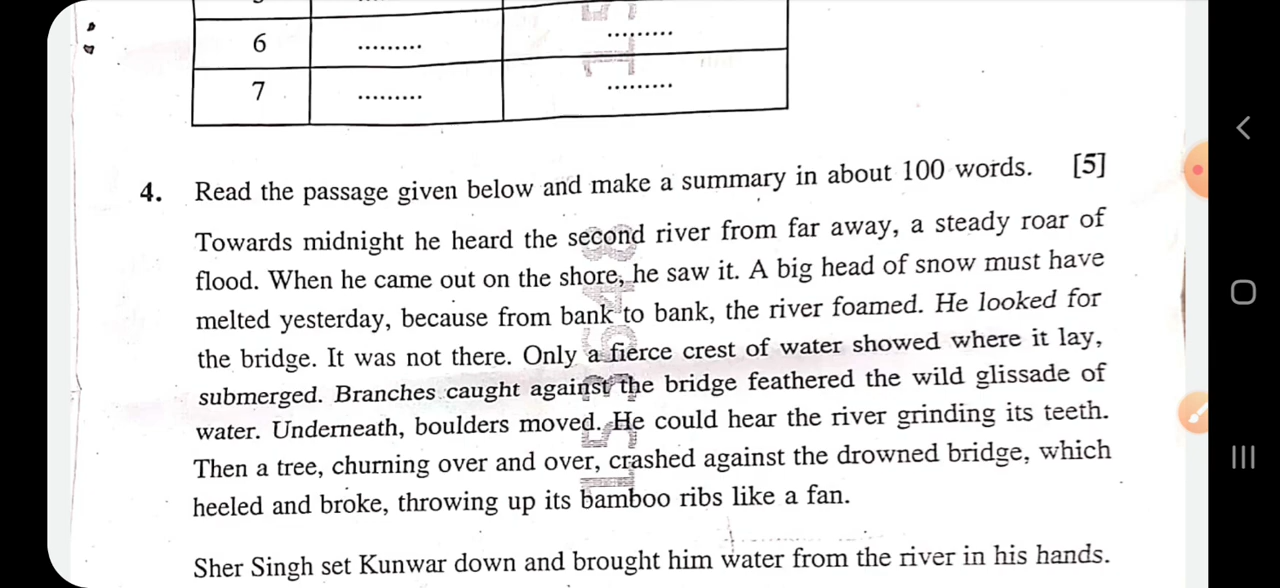 6 ......... .........
7 ......... .........
4. Read the passage given below and make a summary in about 100 words. [5]
Towards midnight he heard the second river from far away, a steady roar of
flood. When he came out on the shore, he saw it. A big head of snow must have
melted yesterday, because from bank to bank, the river foamed. He looked for
the bridge. It was not there. Only a fierce crest of water showed where it lay,
submerged. Branches caught against the bridge feathered the wild glissade of
water. Underneath, boulders moved. He could hear the river grinding its teeth.
Then a tree, churning over and over, crashed against the drowned bridge, which
heeled and broke, throwing up its bamboo ribs like a fan.
Sher Singh set Kunwar down and brought him water from the river in his hands.